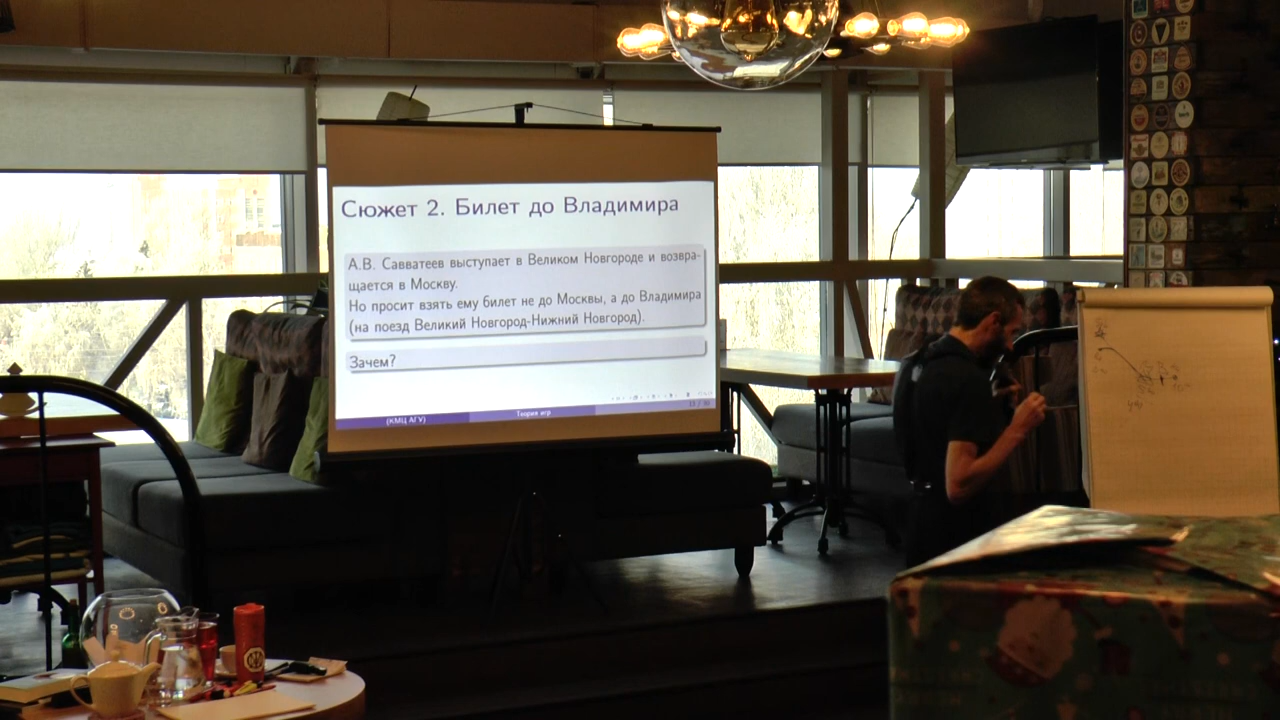 Сюжет 2. Билет до Владимира
А.В. Савватеев выступает в Великом Новгороде и возвра-
щается в Москву.
Но просит взять ему билет не до Москвы, а до Владимира
(на поезд Великий Новгород-Нижний Новгород).
Зачем?
(КМЦ АГУ)
Теория игр